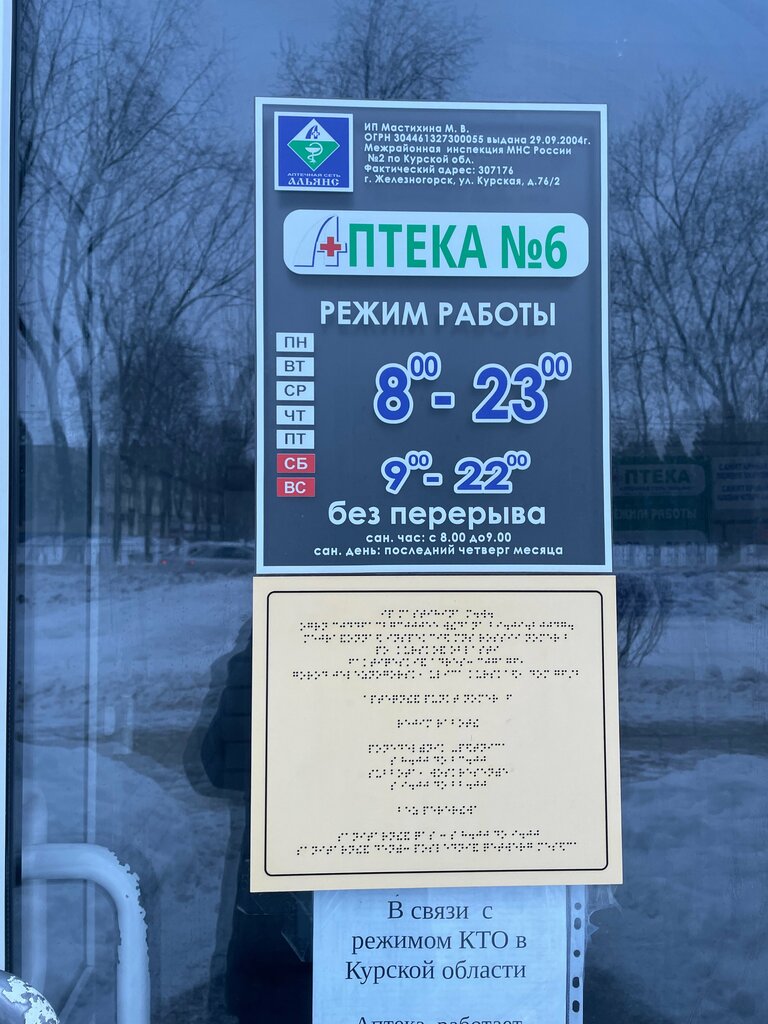 АПТЕЧНАЯ СЕТЬ
АЛЬЯНС
ИП Мастихина М. В.
ОГРН 304461327300055 выдана 29.09.2004г.
Межрайонная инспекция МНС России
№2 по Курской обл.
Фактический адрес: 307176
г. Железногорск, ул. Курская, д.76/2
АПТЕКА №6
РЕЖИМ РАБОТЫ
ПН
ВТ
СР
ЧТ
ПТ
8⁰⁰ - 23⁰⁰
СБ
ВС
9⁰⁰ - 22⁰⁰
без перерыва
сан. час: с 8.00 до9.00
сан. день: последний четверг месяца
В связи с
режимом КТО в
Курской области
Аптека работает